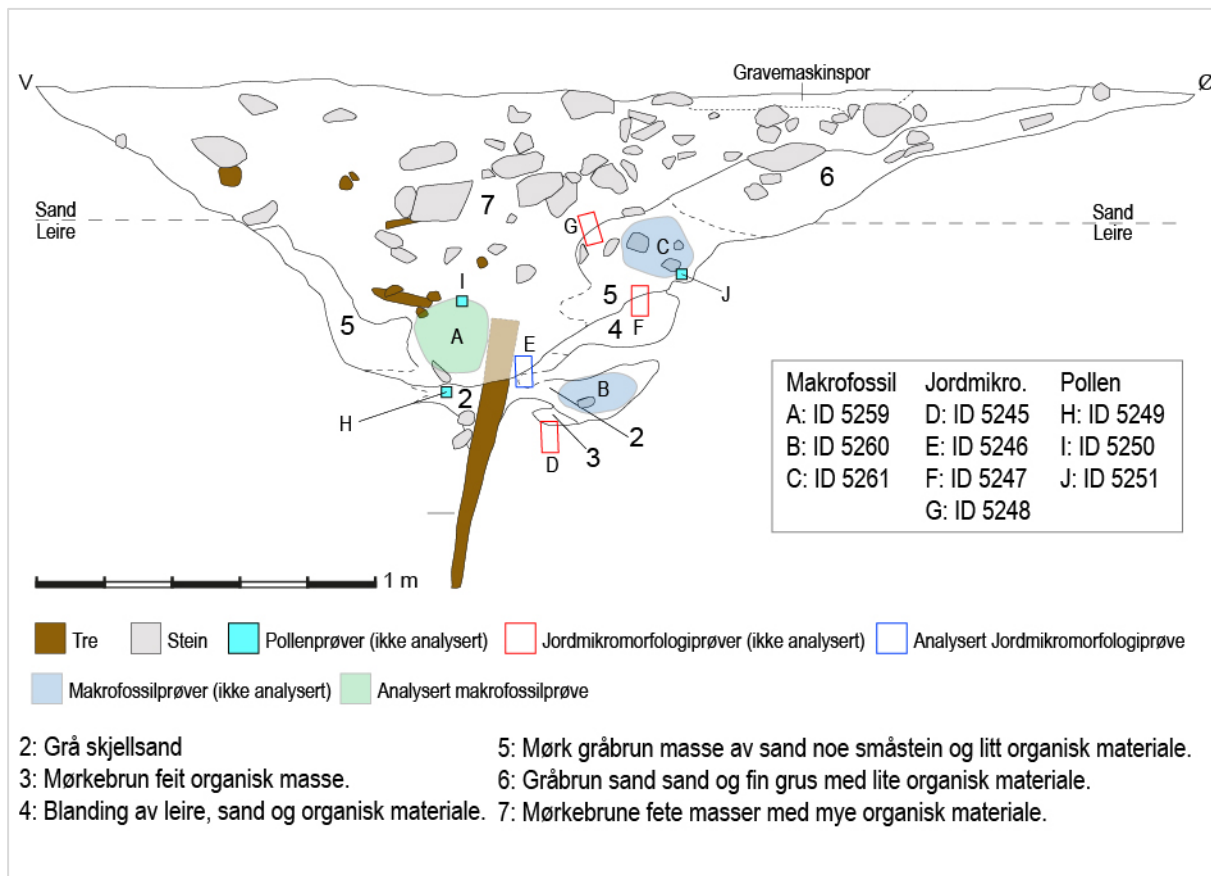 Gravemaskinspor
V
Ø
6
7
G
Sand
Leire
Sand
Leire
C
I
5
J
5
F
4
A
E
B
2
H
2
3
D
Makrofossil Jordmikro. Pollen
A: ID 5259 D: ID 5245 H: ID 5249
B: ID 5260 E: ID 5246 I: ID 5250
C: ID 5261 F: ID 5247 J: ID 5251
G: ID 5248
1 m
Tre Stein Pollenprøver (ikke analysert) Jordmikromorfologiprøver (ikke analysert) Analysert Jordmikromorfologiprøve
Makrofossilprøver (ikke analysert) Analysert makrofossilprøve
2: Grå skjellsand
3: Mørkebrun feit organisk masse.
4: Blanding av leire, sand og organisk materiale.
5: Mørk gråbrun masse av sand noe småstein og litt organisk materiale.
6: Gråbrun sand sand og fin grus med lite organisk materiale.
7: Mørkebrune fete masser med mye organisk materiale.